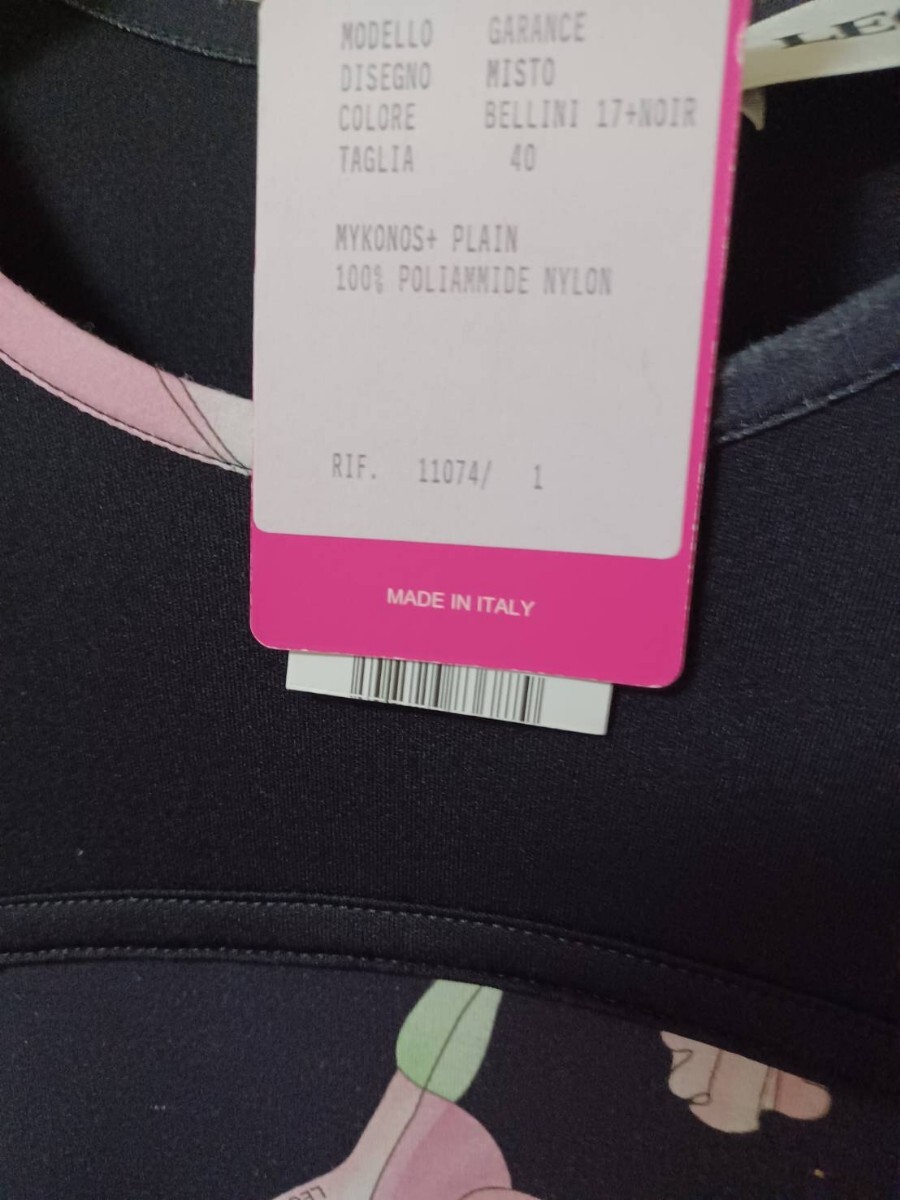 MODELLO GARANCE
DISEGNO MISTO
COLORE BELLINI 17+NOIR
TAGLIA 40
MYKONOS+ PLAIN
100% POLIAMMIDE NYLON
RIF. 11074/ 1
MADE IN ITALY